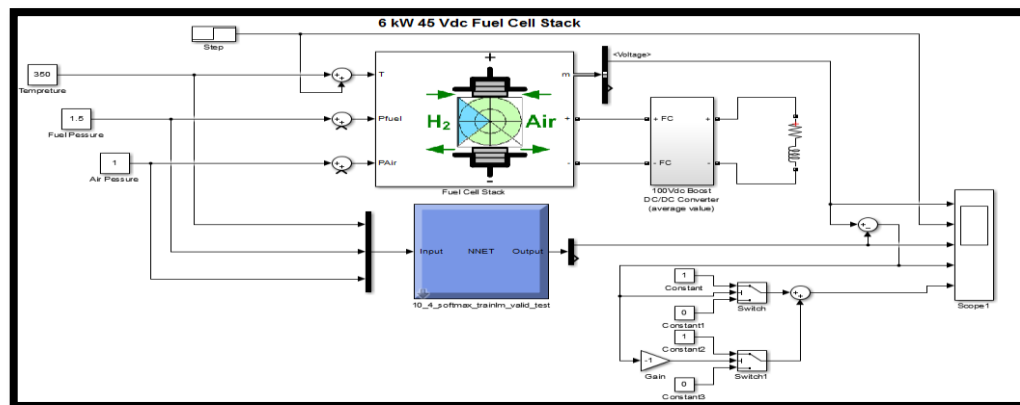 6 kW 45 Vdc Fuel Cell Stack
Step
<Voltage>
350
Tempreture
T
m
1.5
Fuel Pessure
Pfuel
H2
Air
+
+ FC
+
1
Air Pessure
PAir
-
- FC
-
Fuel Cell Stack
100Vdc Boost
DC/DC Converter
(average value)
Input
NNET
Output
10_4_softmax_trainlm_valid_test
1
Constant
Switch
0
Constant1
1
Constant2
-1
Gain
Switch1
0
Constant3
Scope1